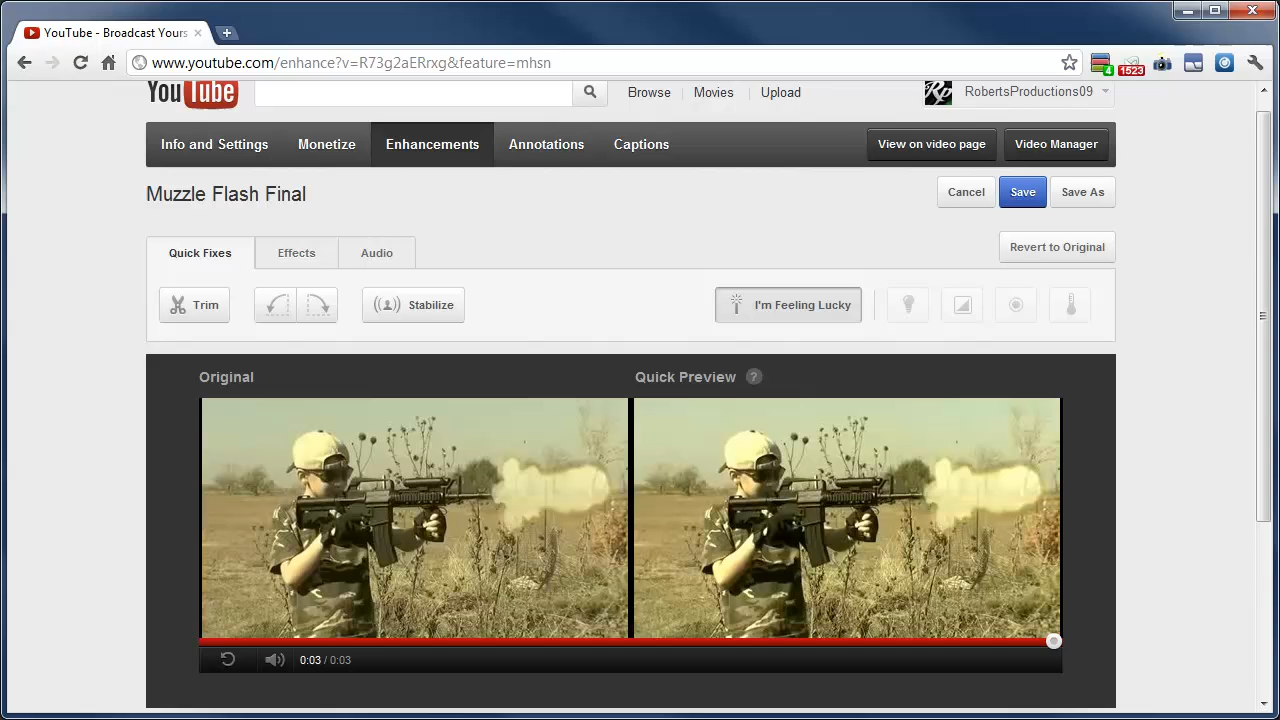 YouTube - Broadcast Yours
www.youtube.com/enhance?v=R73g2aERrxg&feature=mhsn
4
1523
YouTube
Browse
Movies
Upload
Rp
RobertsProductions09
Info and Settings
Monetize
Enhancements
Annotations
Captions
View on video page
Video Manager
Muzzle Flash Final
Cancel
Save
Save As
Quick Fixes
Effects
Audio
Revert to Original
Trim
Stabilize
I'm Feeling Lucky
Original
Quick Preview ?
0:03 / 0:03